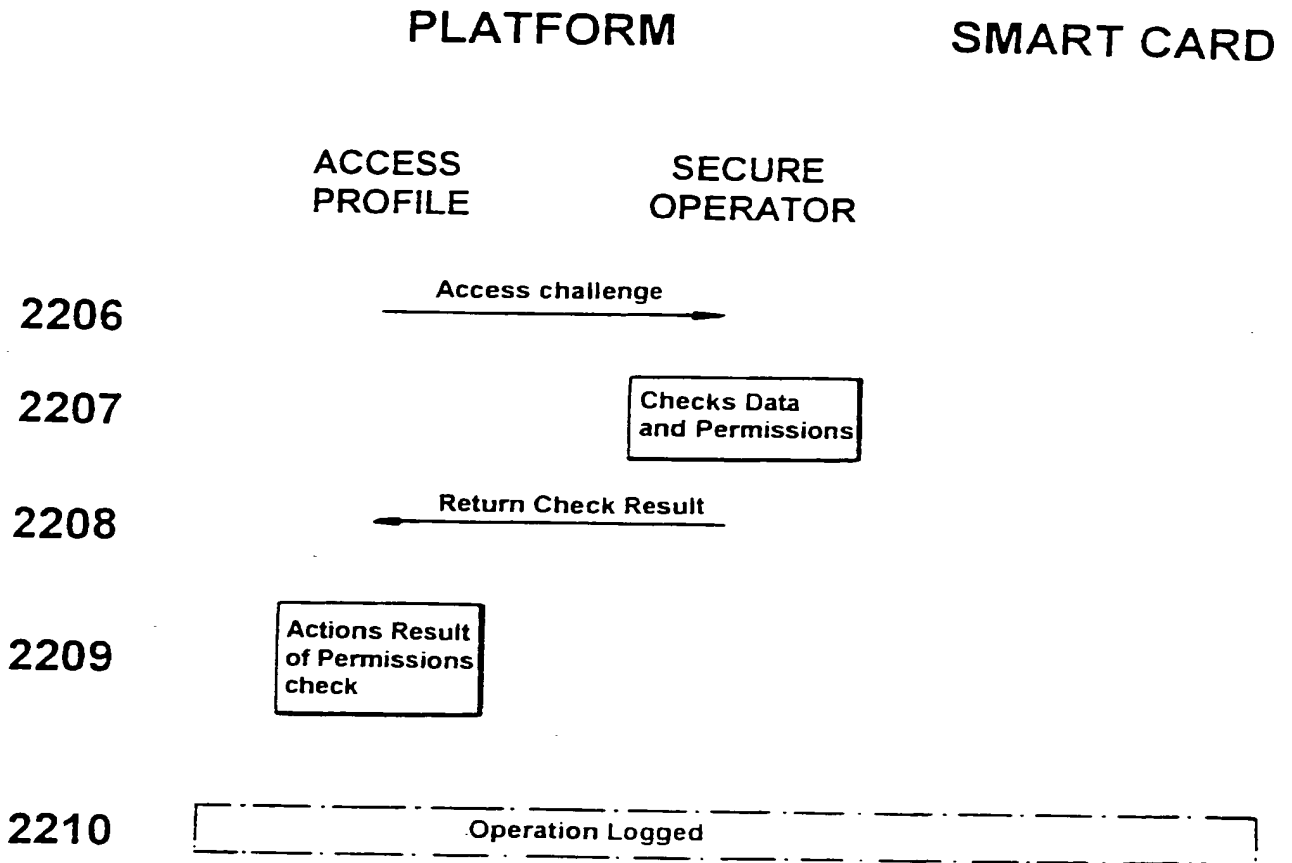 PLATFORM SMART CARD
ACCESS
PROFILE
SECURE
OPERATOR
2206
Access challenge
2207
Checks Data
and Permissions
2208
Return Check Result
2209
Actions Result
of Permissions
check
2210
Operation Logged